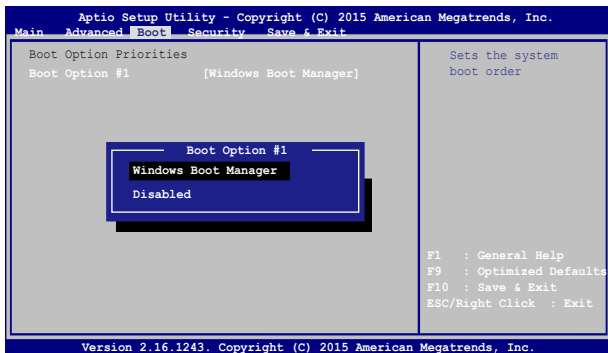 Aptio Setup Utility - Copyright (C) 2015 American Megatrends, Inc.
Main Advanced Boot Security Save & Exit
Boot Option Priorities
Boot Option #1 [Windows Boot Manager]
Sets the system
boot order
Boot Option #1
Windows Boot Manager
Disabled
F1 : General Help
F9 : Optimized Defaults
F10 : Save & Exit
ESC/Right Click : Exit
Version 2.16.1243. Copyright (C) 2015 American Megatrends, Inc.